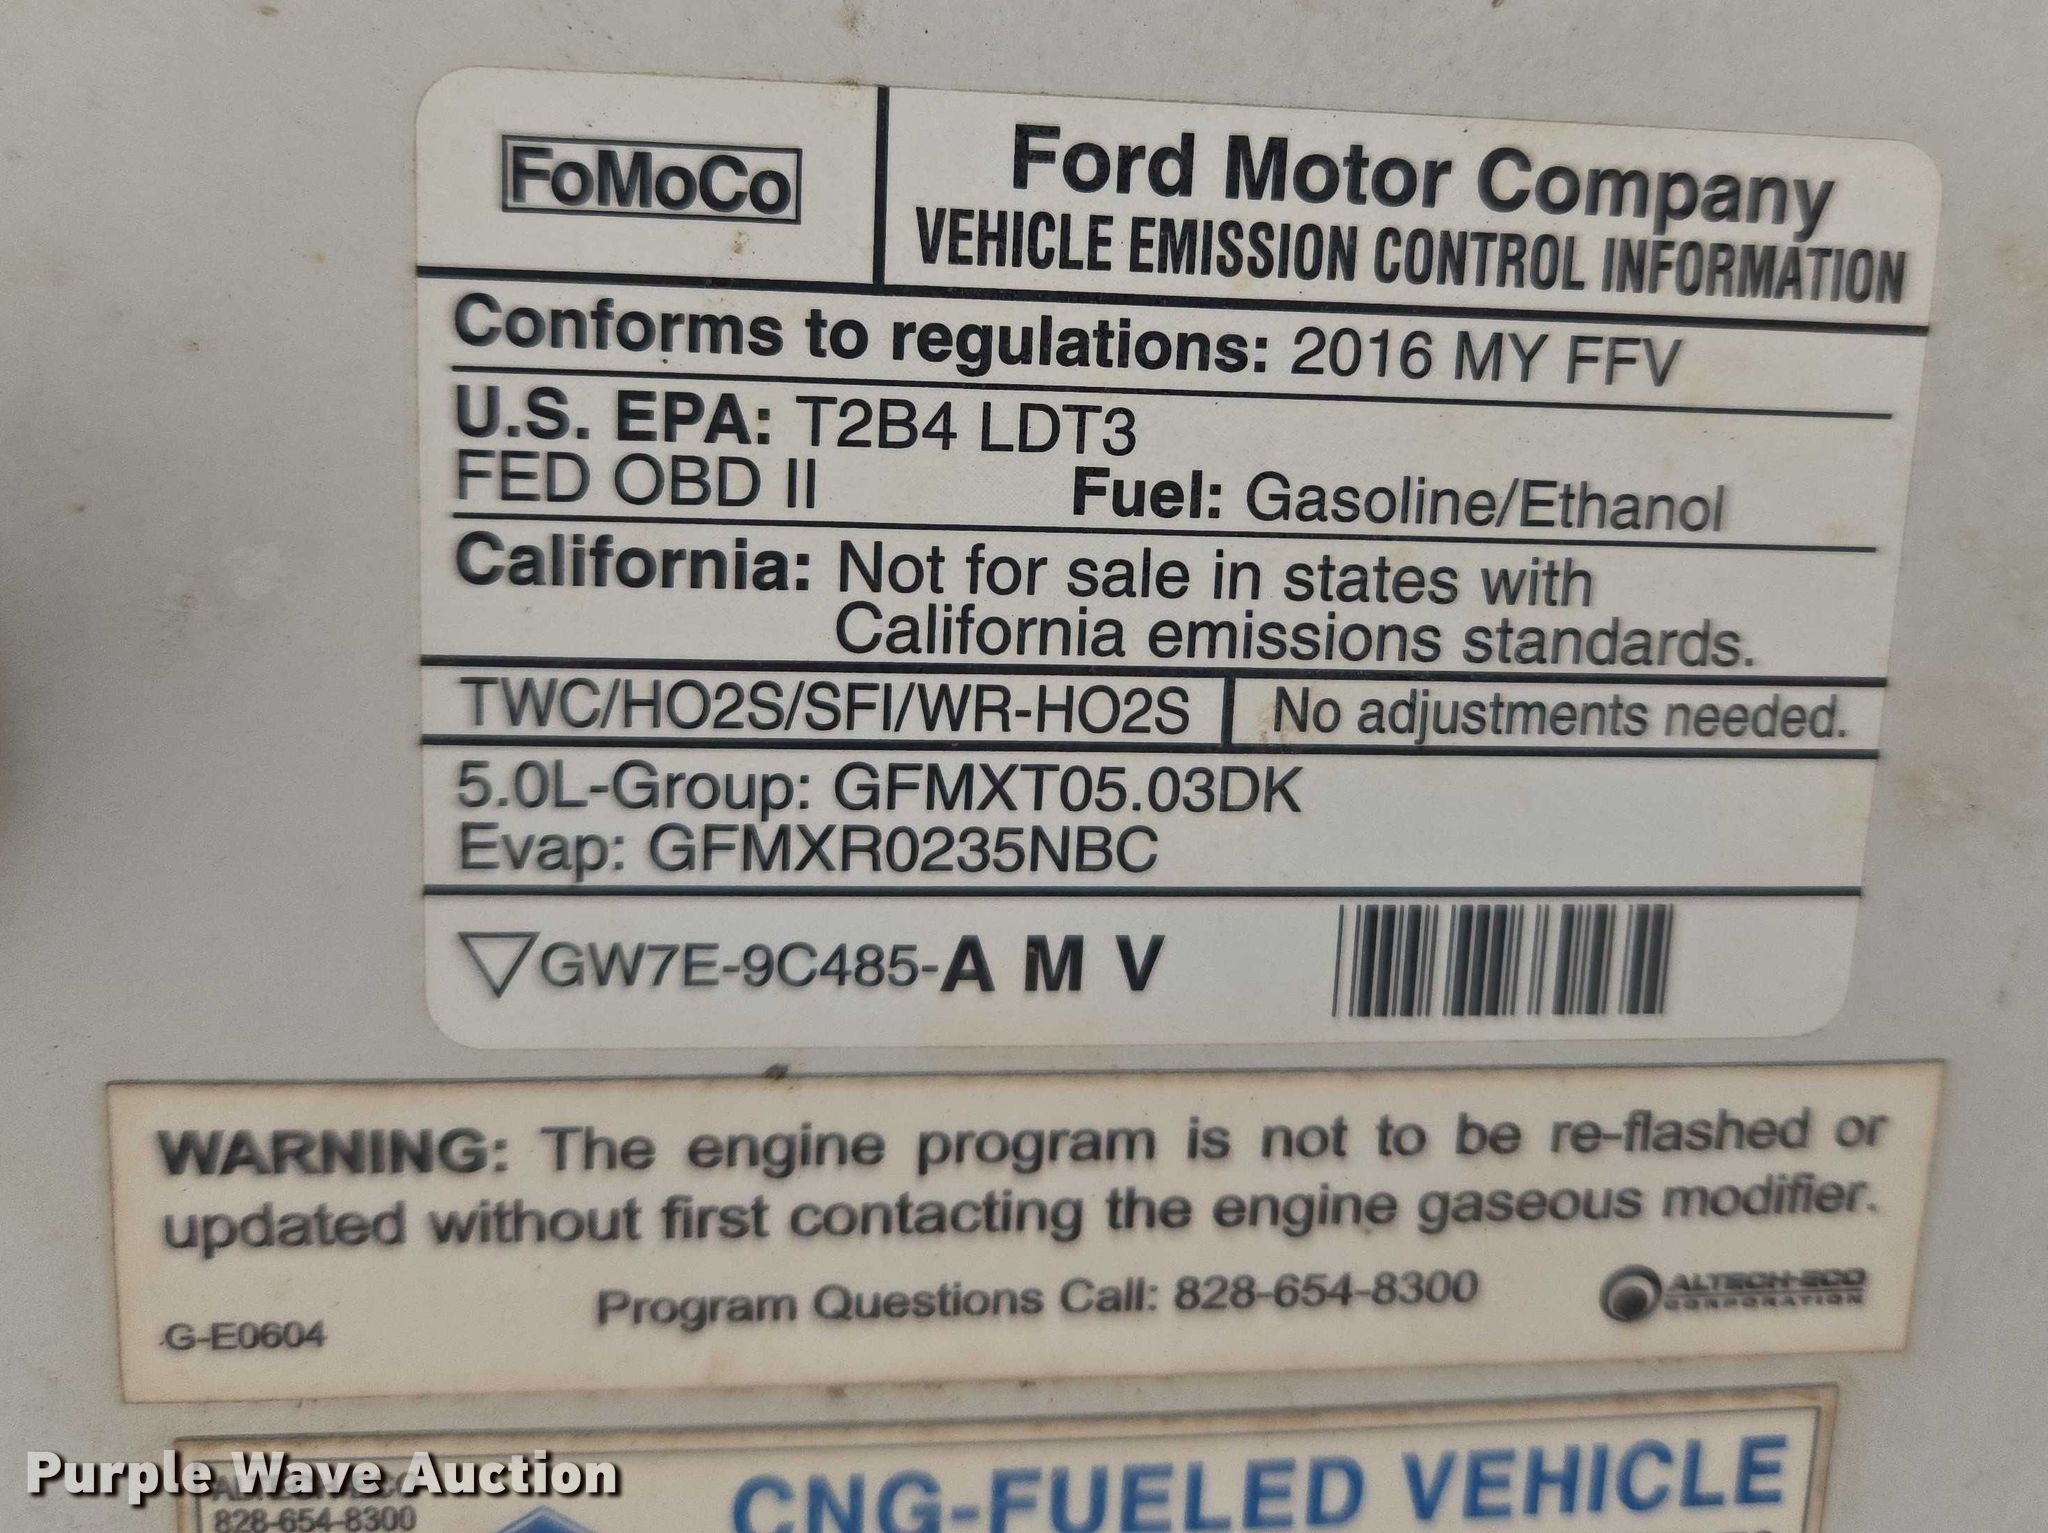 FoMoCo
Ford Motor Company
VEHICLE EMISSION CONTROL INFORMATION
Conforms to regulations: 2016 MY FFV
U.S. EPA: T2B4 LDT3
FED OBD II Fuel: Gasoline/Ethanol
California: Not for sale in states with
California emissions standards.
TWC/HO2S/SFI/WR-HO2S No adjustments needed.
5.0L-Group: GFMXT05.03DK
Evap: GFMXR0235NBC
GW7E-9C485-A M V
WARNING: The engine program is not to be re-flashed or
updated without first contacting the engine gaseous modifier.
Program Questions Call: 828-654-8300
G-E0604
ALTECH-ECO
CORPORATION
Purple Wave Auction
828-654-8300
CNG-FUELED VEHICLE